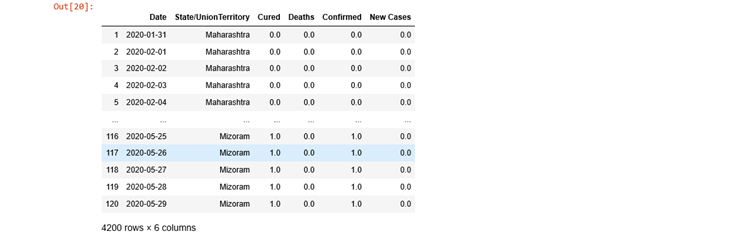 Out[20]:
Date State/UnionTerritory Cured Deaths Confirmed New Cases
1 2020-01-31 Maharashtra 0.0 0.0 0.0 0.0
2 2020-02-01 Maharashtra 0.0 0.0 0.0 0.0
3 2020-02-02 Maharashtra 0.0 0.0 0.0 0.0
4 2020-02-03 Maharashtra 0.0 0.0 0.0 0.0
5 2020-02-04 Maharashtra 0.0 0.0 0.0 0.0
... ... ... ... ... ... ...
116 2020-05-25 Mizoram 1.0 0.0 1.0 0.0
117 2020-05-26 Mizoram 1.0 0.0 1.0 0.0
118 2020-05-27 Mizoram 1.0 0.0 1.0 0.0
119 2020-05-28 Mizoram 1.0 0.0 1.0 0.0
120 2020-05-29 Mizoram 1.0 0.0 1.0 0.0
4200 rows × 6 columns